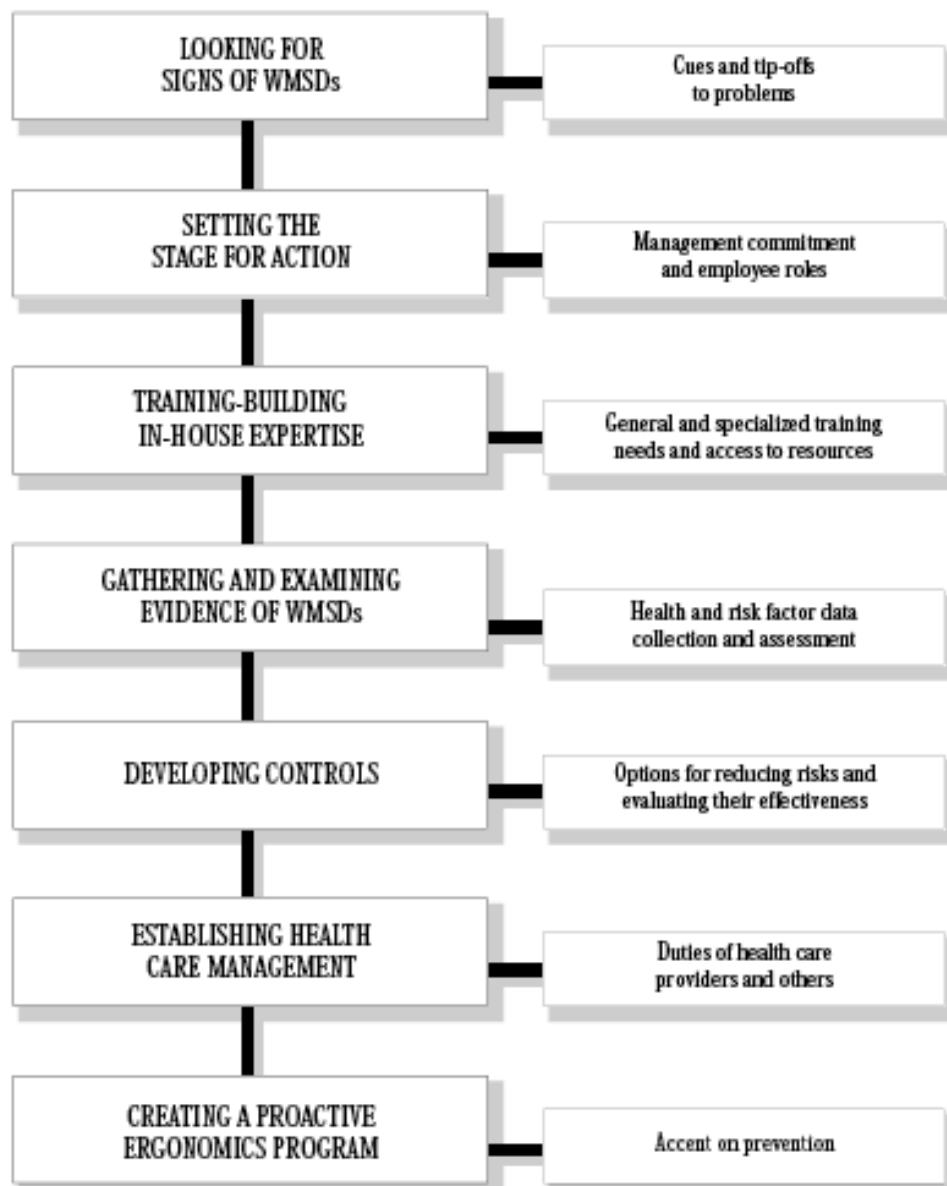 LOOKING FOR
SIGNS OF WMSDs
Cues and tip-offs
to problems
SETTING THE
STAGE FOR ACTION
Management commitment
and employee roles
TRAINING-BUILDING
IN-HOUSE EXPERTISE
General and specialized training
needs and access to resources
GATHERING AND EXAMINING
EVIDENCE OF WMSDs
Health and risk factor data
collection and assessment
DEVELOPING CONTROLS
Options for reducing risks and
evaluating their effectiveness
ESTABLISHING HEALTH
CARE MANAGEMENT
Duties of health care
providers and others
CREATING A PROACTIVE
ERGONOMICS PROGRAM
Accent on prevention